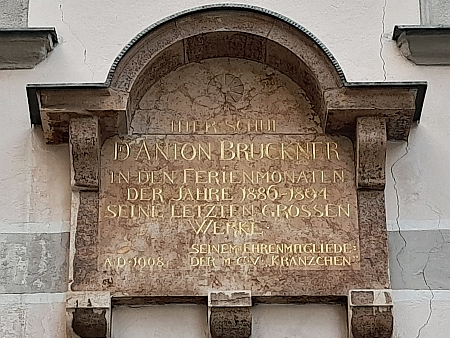 HIER SCHUF
DR ANTON BRUCKNER
IN DEN FERIENMONATEN
DER JAHRE 1886-1894
SEINE LETZTEN GROSSEN
WERKE.
SEINEM EHRENMITGLIEDE:
A.D. 1908. DER M.G.V. „KRÄNZCHEN"